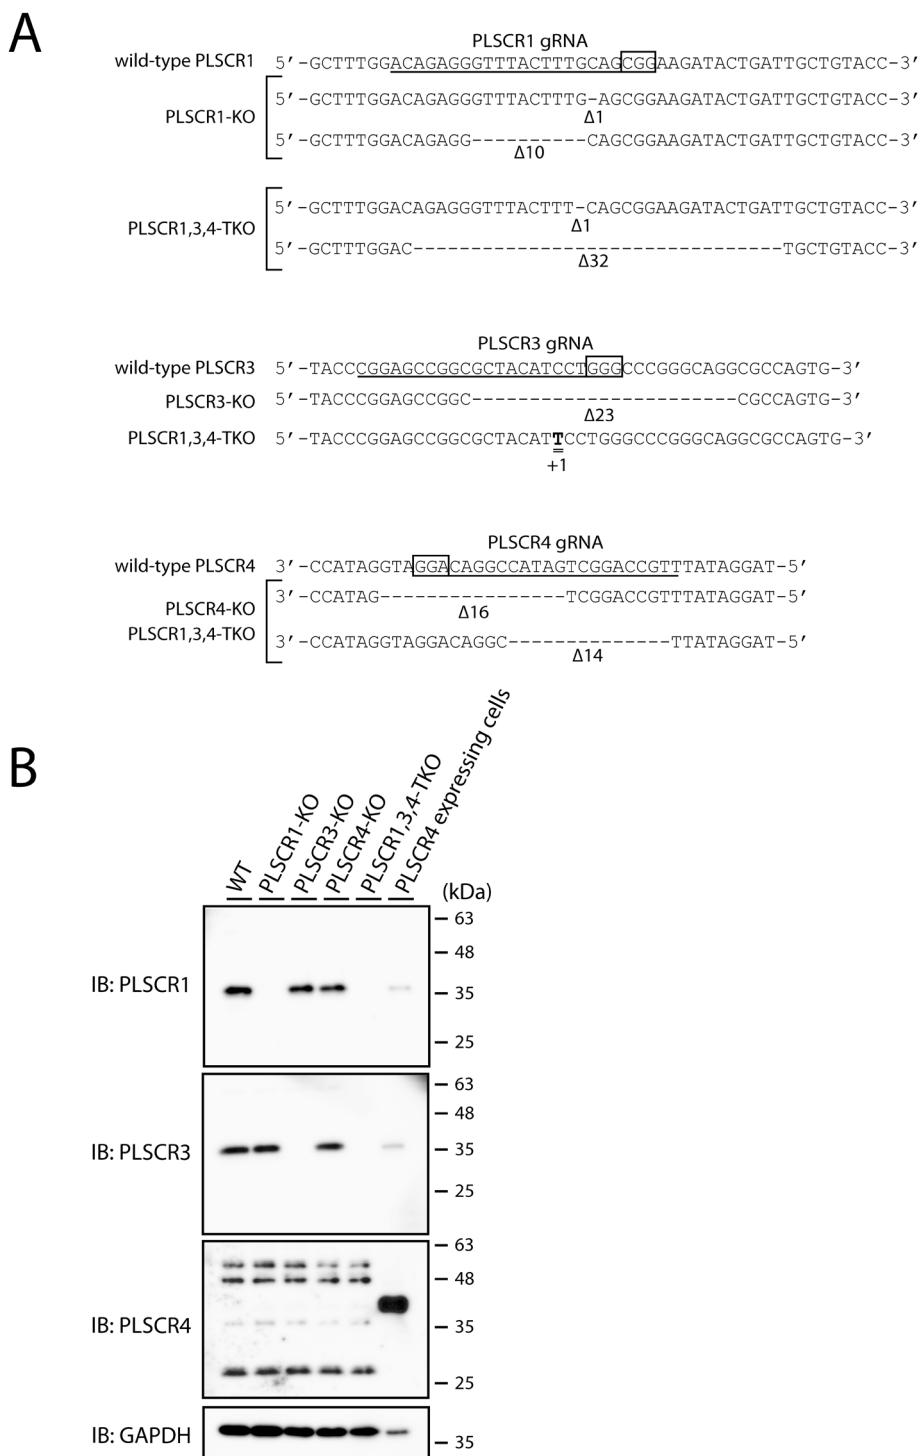 A
PLSCR1 gRNA
wild-type PLSCR1 5′-GCTTTGGACAGAGGGTTTACTTTGCAGCGGAAGATACTGATTGCTGTACC-3′
PLSCR1-KO
5′-GCTTTGGACAGAGGGTTTACTTTG-AGCGGAAGATACTGATTGCTGTACC-3′
Δ1
5′-GCTTTGGACAGAGG----------CAGCGGAAGATACTGATTGCTGTACC-3′
Δ10
PLSCR1,3,4-TKO
5′-GCTTTGGACAGAGGGTTTACTTT-CAGCGGAAGATACTGATTGCTGTACC-3′
Δ1
5′-GCTTTGGAC--------------------------------TGCTGTACC-3′
Δ32
PLSCR3 gRNA
wild-type PLSCR3 5′-TACCCGGAGCCGGCGCTACATCCTGGGCCCGGGCAGGCGCCAGTG-3′
PLSCR3-KO 5′-TACCCGGAGCCGGC-----------------------CGCCAGTG-3′
Δ23
PLSCR1,3,4-TKO 5′-TACCCGGAGCCGGCGCTACATTCCTGGGCCCGGGCAGGCGCCAGTG-3′
+1
PLSCR4 gRNA
wild-type PLSCR4 3′-CCATAGGTAGGACAGGCCATAGTCGGACCGTTTATAGGAT-5′
PLSCR4-KO
PLSCR1,3,4-TKO
3′-CCATAG----------------TCGGACCGTTTATAGGAT-5′
Δ16
3′-CCATAGGTAGGACAGGC--------------TTATAGGAT-5′
Δ14
B
WT
PLSCR1-KO
PLSCR3-KO
PLSCR4-KO
PLSCR1,3,4-TKO
PLSCR4 expressing cells
(kDa)
IB: PLSCR1
63
48
35
25
IB: PLSCR3
63
48
35
25
IB: PLSCR4
63
48
35
25
IB: GAPDH
35